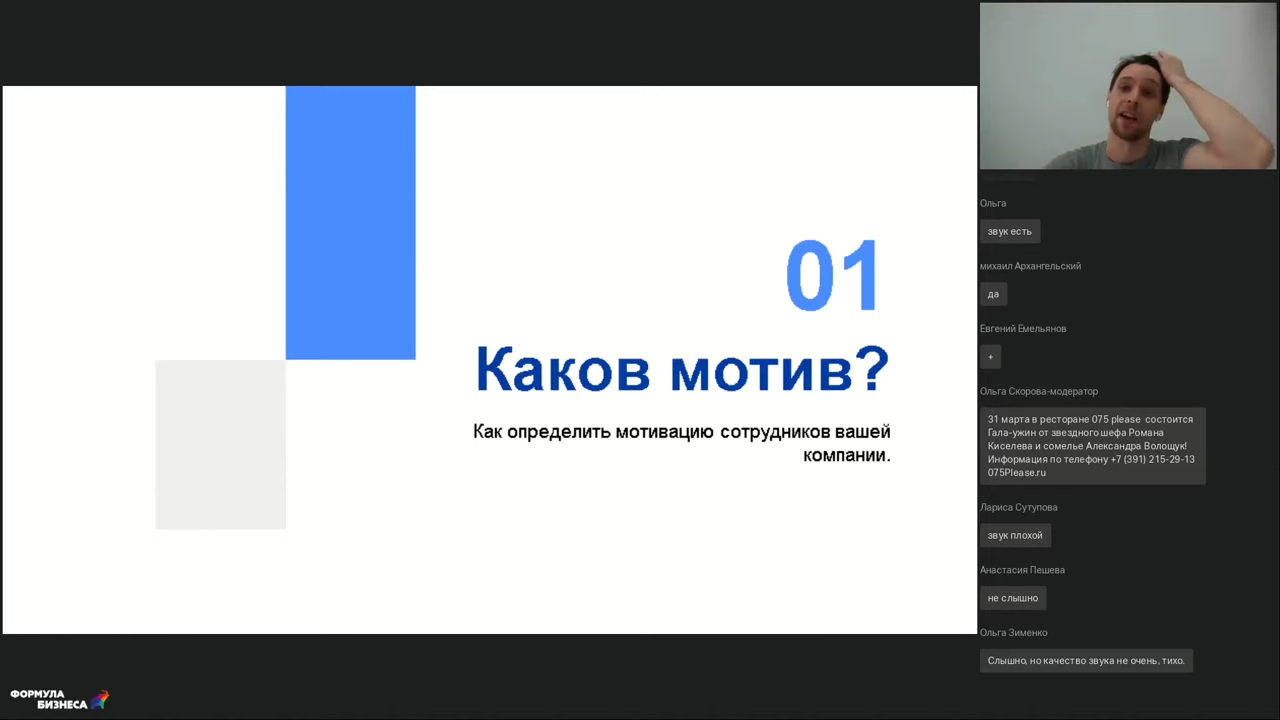 01
Каков мотив?
Как определить мотивацию сотрудников вашей
компании.
Ольга
звук есть
михаил Архангельский
да
Евгений Емельянов
+
Ольга Скорова-модератор
31 марта в ресторане 075 please состоится
Гала-ужин от звездного шефа Романа
Киселева и сомелье Александра Волощук!
Информация по телефону +7 (391) 215-29-13
075Please.ru
Лариса Сутупова
звук плохой
Анастасия Пешева
не слышно
Ольга Зименко
Слышно, но качество звука не очень, тихо.
ФОРМУЛА
БИЗНЕСА